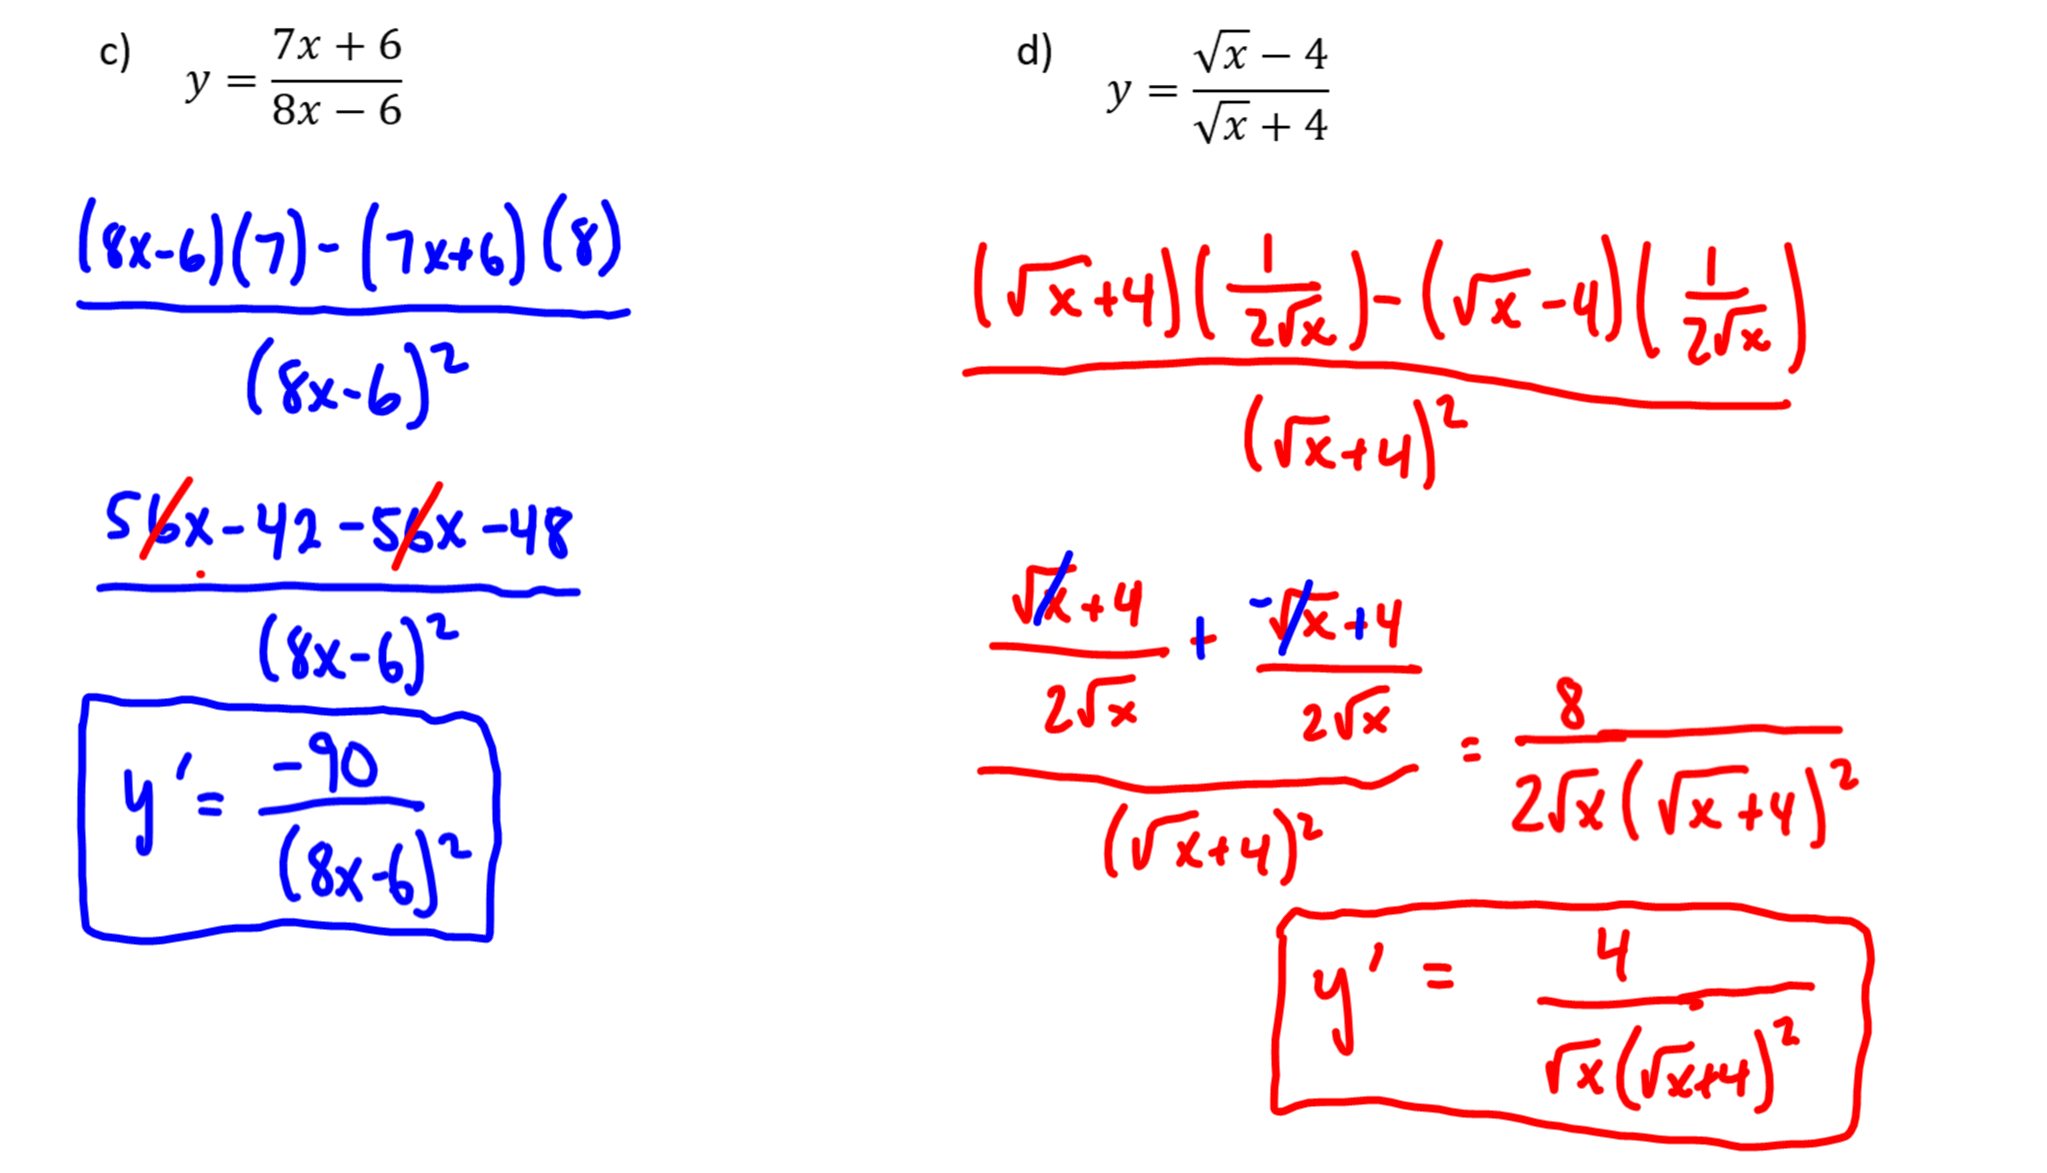 c) y = (7x + 6)/(8x − 6)
(8x-6)(7) - (7x+6)(8)
(8x-6)²
56x - 42 - 56x - 48
(8x-6)²
y' = -90/(8x-6)²
d) y = (√x − 4)/(√x + 4)
(√x+4)(1/(2√x)) - (√x-4)(1/(2√x))
(√x+4)²
(√x+4)/(2√x) + (-√x+4)/(2√x)
(√x+4)²
= 8/(2√x(√x+4)²)
y' = 4/(√x(√x+4)²)